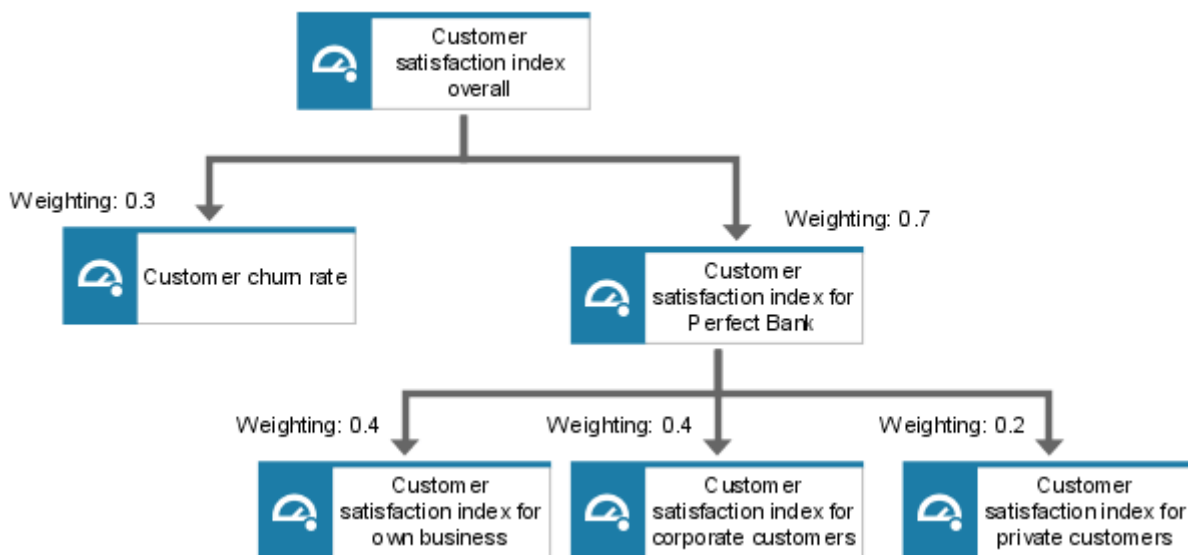 Customer
satisfaction index
overall
Weighting: 0.3
Weighting: 0.7
Customer churn rate
Customer
satisfaction index for
Perfect Bank
Weighting: 0.4
Weighting: 0.4
Weighting: 0.2
Customer
satisfaction index for
own business
Customer
satisfaction index for
corporate customers
Customer
satisfaction index for
private customers